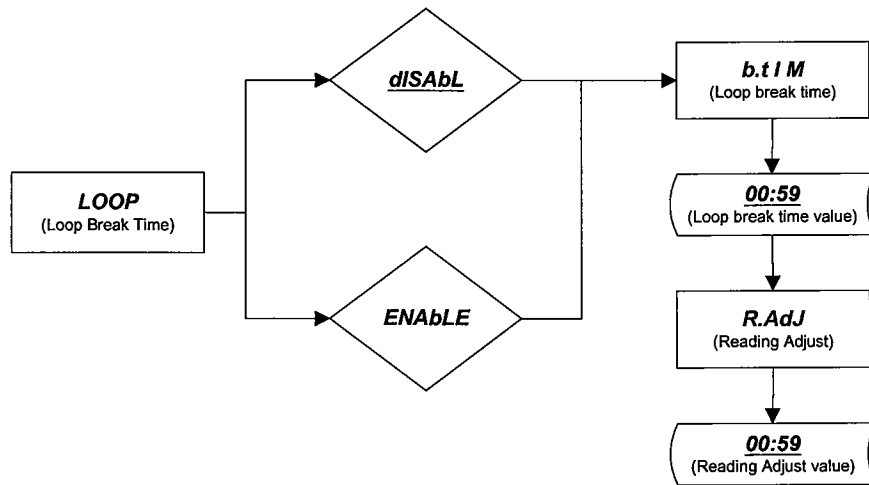 LOOP
(Loop Break Time)
dISAbL
ENAbLE
b.t I M
(Loop break time)
00:59
(Loop break time value)
R.AdJ
(Reading Adjust)
00:59
(Reading Adjust value)